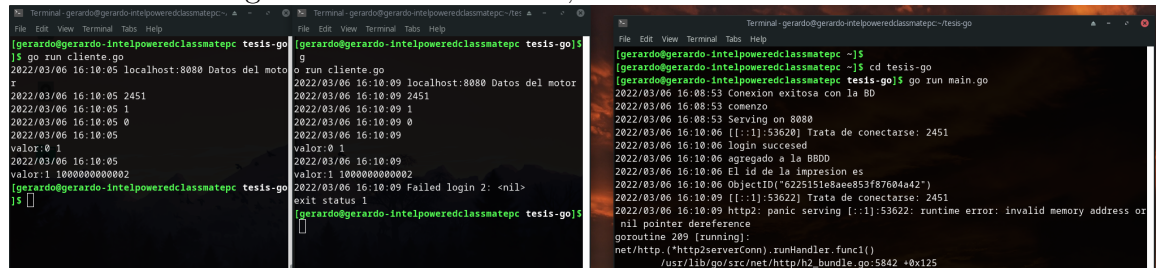 Terminal - gerardo@gerardo-intelpoweredclassmatepc:~/
File Edit View Terminal Tabs Help
[gerardo@gerardo-intelpoweredclassmatepc tesis-go
]$ go run cliente.go
2022/03/06 16:10:05 localhost:8080 Datos del moto
r
2022/03/06 16:10:05 2451
2022/03/06 16:10:05 1
2022/03/06 16:10:05 0
2022/03/06 16:10:05
valor:0 1
2022/03/06 16:10:05
valor:1 1000000000002
[gerardo@gerardo-intelpoweredclassmatepc tesis-go
]$
Terminal - gerardo@gerardo-intelpoweredclassmatepc:~/tes
File Edit View Terminal Tabs Help
[gerardo@gerardo-intelpoweredclassmatepc tesis-go]$
g
o run cliente.go
2022/03/06 16:10:09 localhost:8080 Datos del motor
2022/03/06 16:10:09 2451
2022/03/06 16:10:09 1
2022/03/06 16:10:09 0
2022/03/06 16:10:09
valor:0 1
2022/03/06 16:10:09
valor:1 1000000000002
2022/03/06 16:10:09 Failed login 2: <nil>
exit status 1
[gerardo@gerardo-intelpoweredclassmatepc tesis-go]$
Terminal - gerardo@gerardo-intelpoweredclassmatepc:~/tesis-go
File Edit View Terminal Tabs Help
[gerardo@gerardo-intelpoweredclassmatepc ~]$
[gerardo@gerardo-intelpoweredclassmatepc ~]$ cd tesis-go
[gerardo@gerardo-intelpoweredclassmatepc tesis-go]$ go run main.go
2022/03/06 16:08:53 Conexion exitosa con la BD
2022/03/06 16:08:53 comenzo
2022/03/06 16:08:53 Serving on 8080
2022/03/06 16:10:06 [[::1]:53620] Trata de conectarse: 2451
2022/03/06 16:10:06 login succesed
2022/03/06 16:10:06 agregado a la BBDD
2022/03/06 16:10:06 El id de la impresion es
2022/03/06 16:10:06 ObjectID("6225151e8aee853f87604a42")
2022/03/06 16:10:09 [[::1]:53622] Trata de conectarse: 2451
2022/03/06 16:10:09 http2: panic serving [::1]:53622: runtime error: invalid memory address or
nil pointer dereference
goroutine 209 [running]:
net/http.(*http2serverConn).runHandler.func1()
/usr/lib/go/src/net/http/h2_bundle.go:5842 +0x125